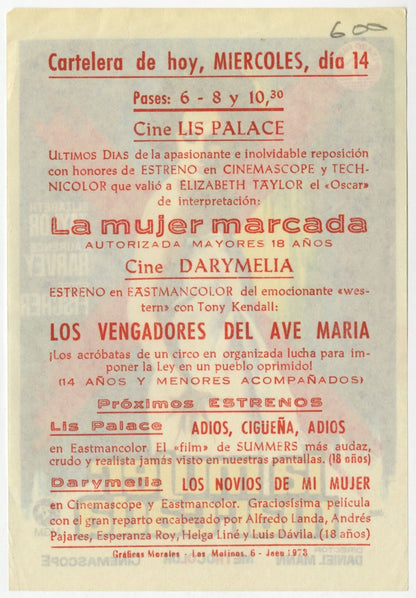 600
Cartelera de hoy, MIERCOLES, día 14
Pases: 6 - 8 y 10,30
Cine LIS PALACE
ULTIMOS DIAS de la apasionante e inolvidable reposición
con honores de ESTRENO en CINEMASCOPE y TECH-
NICOLOR que valió a ELIZABETH TAYLOR el «Oscar»
de interpretación:
La mujer marcada
AUTORIZADA MAYORES 18 AÑOS
Cine DARYMELIA
ESTRENO en EASTMANCOLOR del emocionante «wes-
tern» con Tony Kendall:
LOS VENGADORES DEL AVE MARIA
¡Los acróbatas de un circo en organizada lucha para im-
poner la Ley en un pueblo oprimido!
(14 AÑOS Y MENORES ACOMPAÑADOS)
Próximos ESTRENOS
Lis Palace ADIOS, CIGUEÑA, ADIOS
en Eastmancolor El «film» de SUMMERS más audaz,
crudo y realista jamás visto en nuestras pantallas. (18 años)
Darymelia LOS NOVIOS DE MI MUJER
en Cinemascope y Eastmancolor. Graciosísima película
con el gran reparto encabezado por Alfredo Landa, Andrés
Pajares, Esperanza Roy, Helga Liné y Luis Dávila. (18 años)
Gráficas Morales - Los Molinos, 6 - Jaén 1973
DIRECTOR
DANIEL MANN
METROCOLOR
CINEMASCOPE